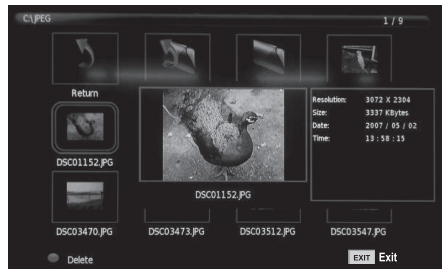 C:\JPEG
1 / 9
Return
Resolution: 3072 X 2304
Size: 3337 KBytes
Date: 2007 / 05 / 02
Time: 13 : 58 : 15
DSC01152.JPG
DSC01152.JPG
DSC03470.JPG
DSC03473.JPG
DSC03512.JPG
DSC03547.JPG
Delete
EXIT Exit